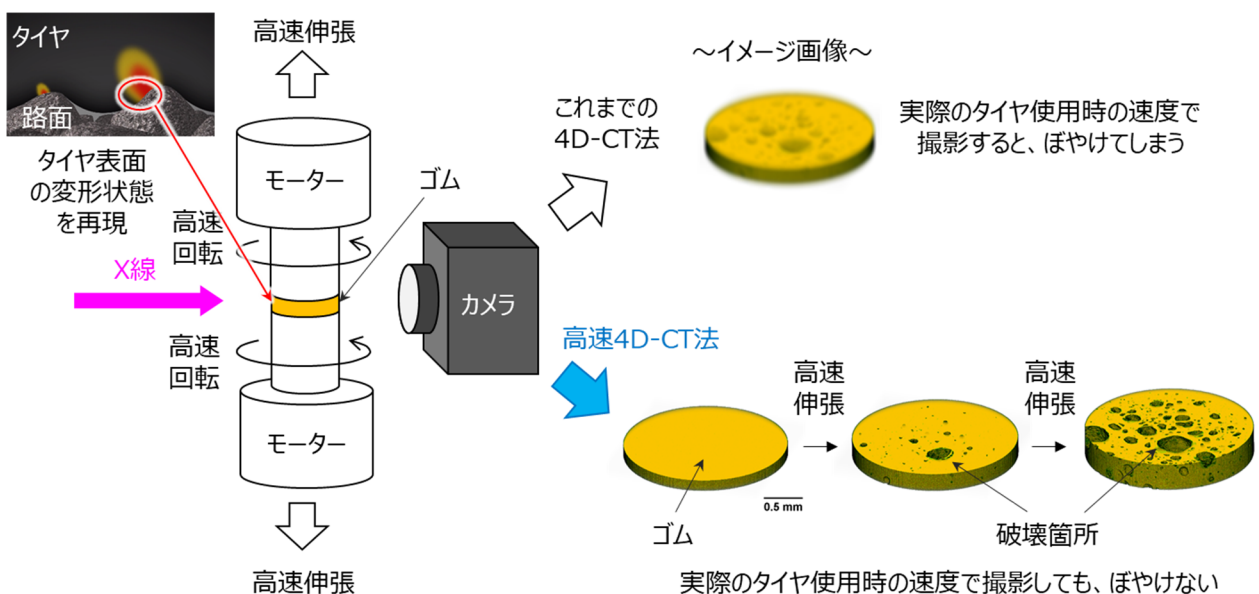 タイヤ
路面
タイヤ表面
の変形状態
を再現
高速伸張
モーター
高速
回転
ゴム
X線
カメラ
高速
回転
モーター
高速伸張
これまでの
4D-CT法
～イメージ画像～
実際のタイヤ使用時の速度で
撮影すると、ぼやけてしまう
高速4D-CT法
高速
伸張
高速
伸張
0.5 mm
ゴム
破壊箇所
実際のタイヤ使用時の速度で撮影しても、ぼやけない